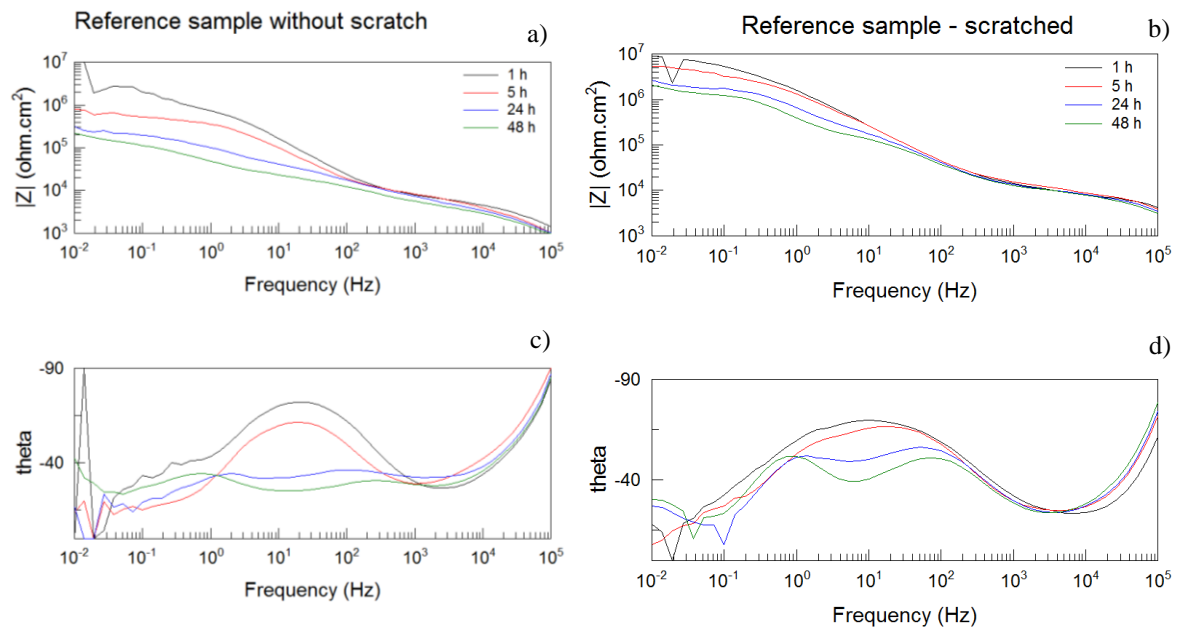 Reference sample without scratch
a)
10^7
10^6
10^5
10^4
10^3
|Z| (ohm.cm^2)
1 h
5 h
24 h
48 h
10^-2 10^-1 10^0 10^1 10^2 10^3 10^4 10^5
Frequency (Hz)
Reference sample - scratched
b)
10^7
10^6
10^5
10^4
10^3
|Z| (ohm.cm^2)
1 h
5 h
24 h
48 h
10^-2 10^-1 10^0 10^1 10^2 10^3 10^4 10^5
Frequency (Hz)
c)
-90
-40
theta
10^-2 10^-1 10^0 10^1 10^2 10^3 10^4 10^5
Frequency (Hz)
d)
-90
-40
theta
10^-2 10^-1 10^0 10^1 10^2 10^3 10^4 10^5
Frequency (Hz)